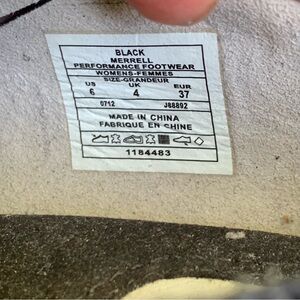 BLACK
MERRELL
PERFORMANCE FOOTWEAR
WOMENS-FEMMES
SIZE-GRANDEUR
US UK EUR
6 4 37
0712 J88892
MADE IN CHINA
FABRIQUE EN CHINE
1184483